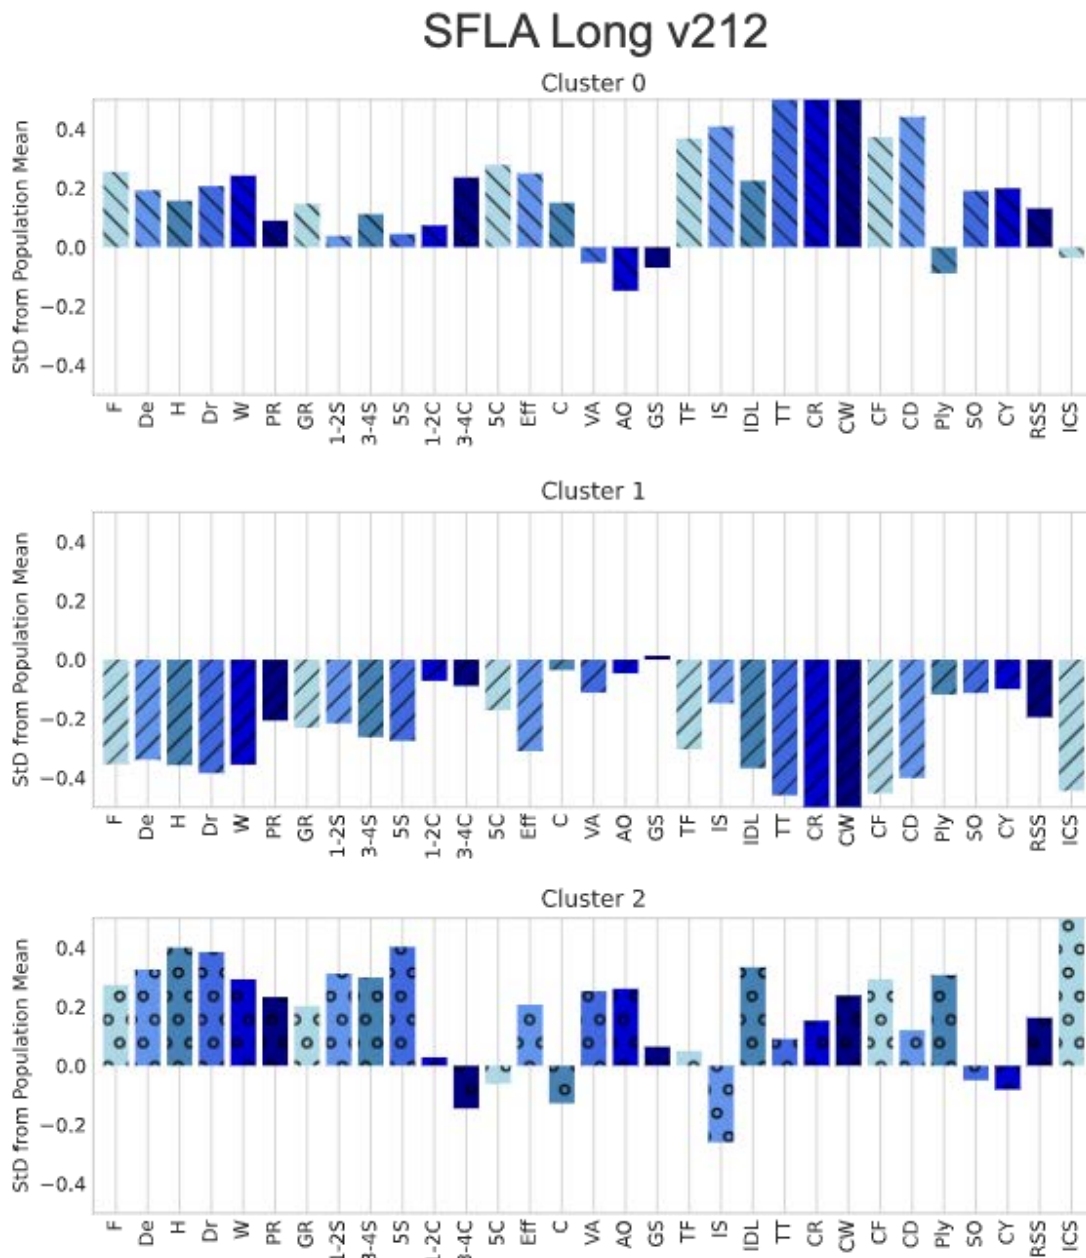 SFLA Long v212
Cluster 0
StD from Population Mean
0.4
0.2
0.0
−0.2
−0.4
F De H Dr W PR GR 1-2S 3-4S 5S 1-2C 3-4C 5C Eff C VA AO GS TF IS IDL TT CR CW CF CD Ply SO CY RSS ICS
Cluster 1
StD from Population Mean
0.4
0.2
0.0
−0.2
−0.4
F De H Dr W PR GR 1-2S 3-4S 5S 1-2C 3-4C 5C Eff C VA AO GS TF IS IDL TT CR CW CF CD Ply SO CY RSS ICS
Cluster 2
StD from Population Mean
0.4
0.2
0.0
−0.2
−0.4
F De H Dr W PR GR 1-2S 3-4S 5S 1-2C 3-4C 5C Eff C VA AO GS TF IS IDL TT CR CW CF CD Ply SO CY RSS ICS